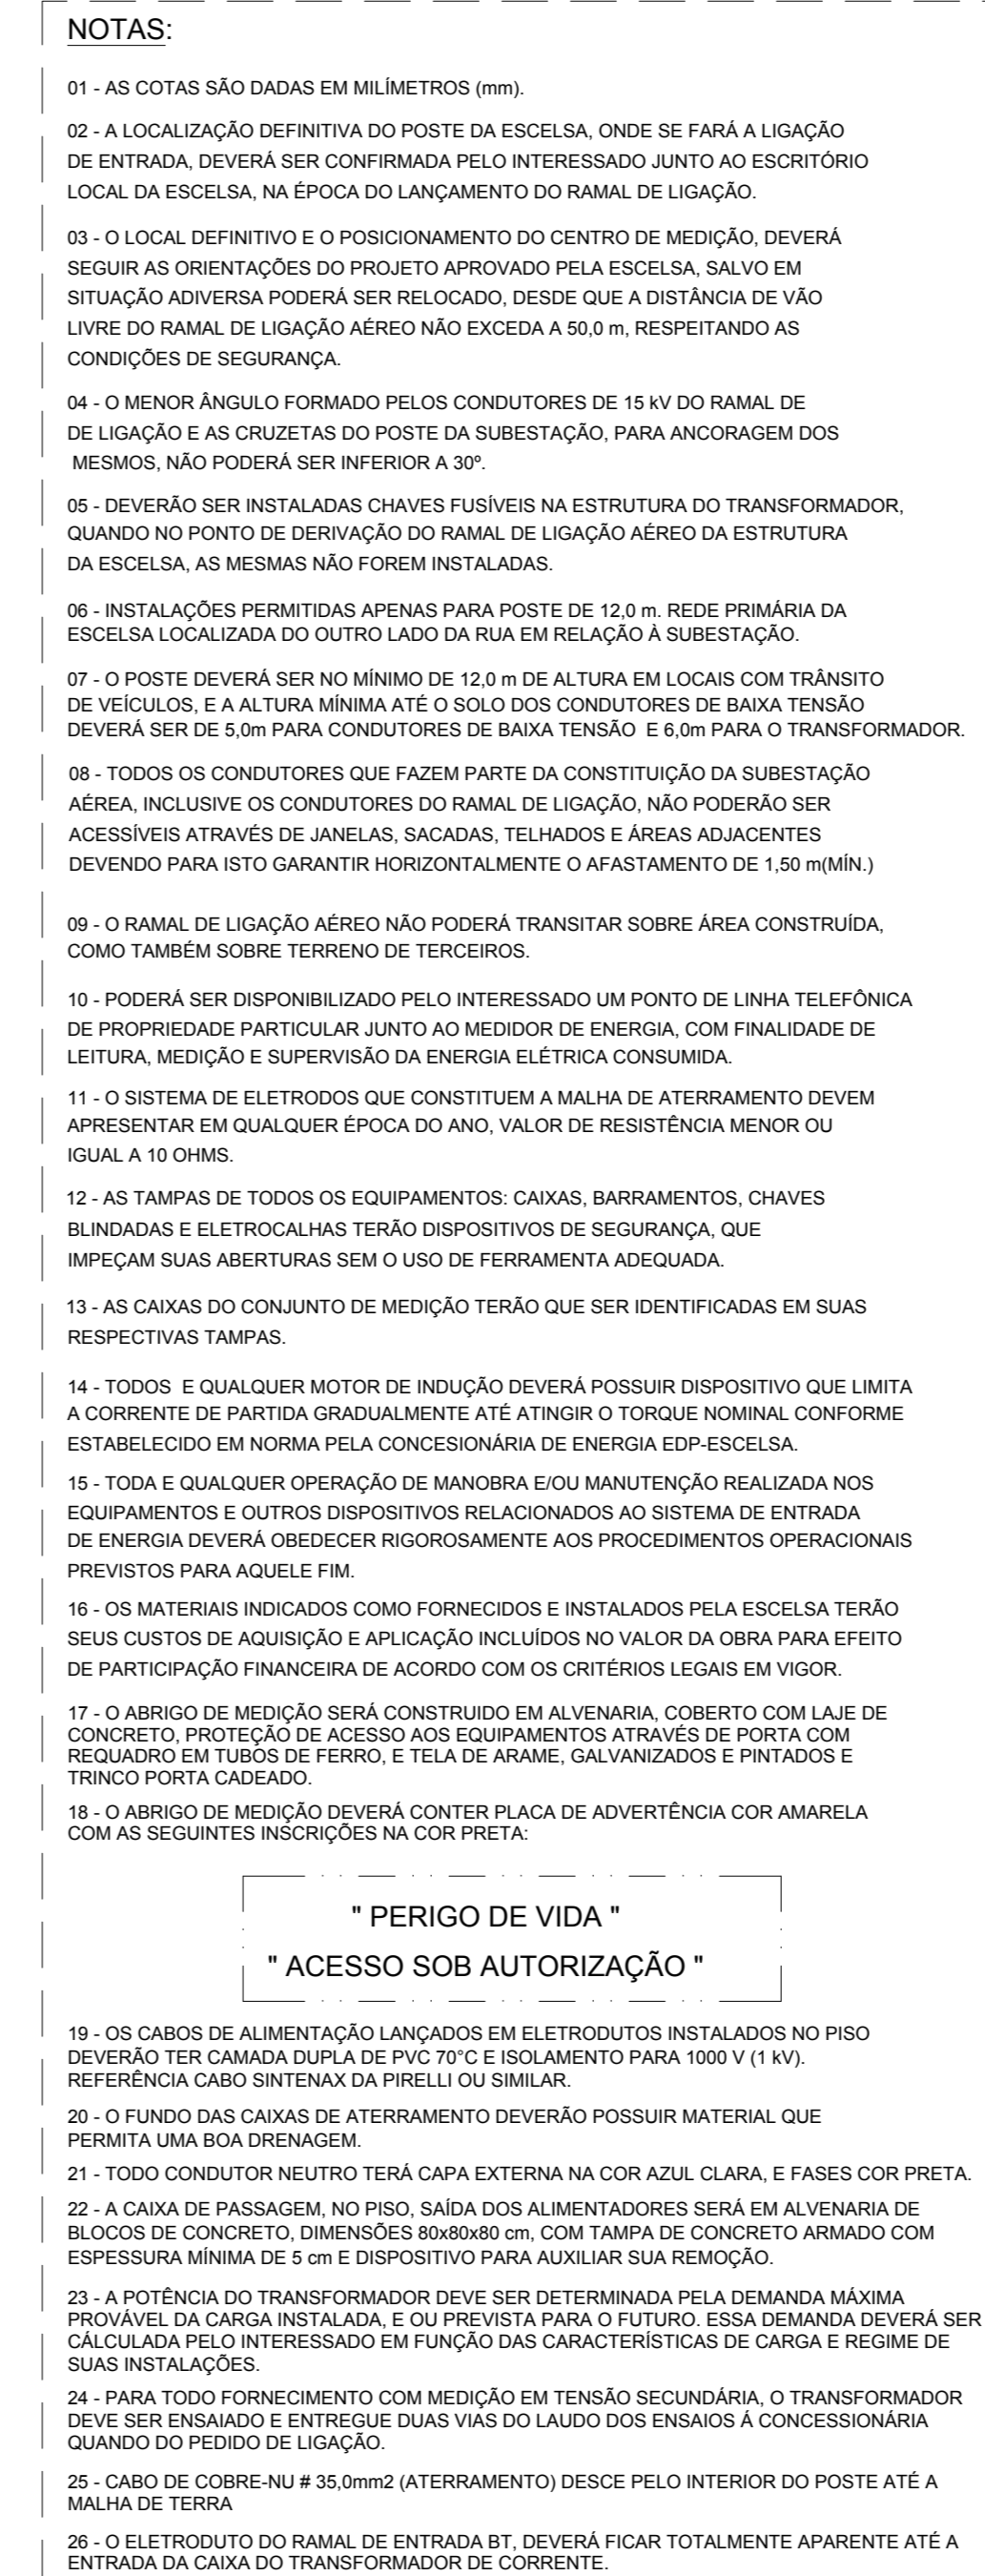 NOTAS:
01 - AS COTAS SÃO DADAS EM MILÍMETROS (mm).
02 - A LOCALIZAÇÃO DEFINITIVA DO POSTE DA ESCELSA, ONDE SE FARÁ A LIGAÇÃO
DE ENTRADA, DEVERÁ SER CONFIRMADA PELO INTERESSADO JUNTO AO ESCRITÓRIO
LOCAL DA ESCELSA, NA ÉPOCA DO LANÇAMENTO DO RAMAL DE LIGAÇÃO.
03 - O LOCAL DEFINITIVO E O POSICIONAMENTO DO CENTRO DE MEDIÇÃO, DEVERÁ
SEGUIR AS ORIENTAÇÕES DO PROJETO APROVADO PELA ESCELSA, SALVO EM
SITUAÇÃO ADIVERSA PODERÁ SER RELOCADO, DESDE QUE A DISTÂNCIA DE VÃO
LIVRE DO RAMAL DE LIGAÇÃO AÉREO NÃO EXCEDA A 50,0 m, RESPEITANDO AS
CONDIÇÕES DE SEGURANÇA.
04 - O MENOR ÂNGULO FORMADO PELOS CONDUTORES DE 15 kV DO RAMAL DE
DE LIGAÇÃO E AS CRUZETAS DO POSTE DA SUBESTAÇÃO, PARA ANCORAGEM DOS
MESMOS, NÃO PODERÁ SER INFERIOR A 30º.
05 - DEVERÃO SER INSTALADAS CHAVES FUSÍVEIS NA ESTRUTURA DO TRANSFORMADOR,
QUANDO NO PONTO DE DERIVAÇÃO DO RAMAL DE LIGAÇÃO AÉREO DA ESTRUTURA
DA ESCELSA, AS MESMAS NÃO FOREM INSTALADAS.
06 - INSTALAÇÕES PERMITIDAS APENAS PARA POSTE DE 12,0 m. REDE PRIMÁRIA DA
ESCELSA LOCALIZADA DO OUTRO LADO DA RUA EM RELAÇÃO À SUBESTAÇÃO.
07 - O POSTE DEVERÁ SER NO MÍNIMO DE 12,0 m DE ALTURA EM LOCAIS COM TRÂNSITO
DE VEÍCULOS, E A ALTURA MÍNIMA ATÉ O SOLO DOS CONDUTORES DE BAIXA TENSÃO
DEVERÁ SER DE 5,0m PARA CONDUTORES DE BAIXA TENSÃO  E 6,0m PARA O TRANSFORMADOR.
08 - TODOS OS CONDUTORES QUE FAZEM PARTE DA CONSTITUIÇÃO DA SUBESTAÇÃO
AÉREA, INCLUSIVE OS CONDUTORES DO RAMAL DE LIGAÇÃO, NÃO PODERÃO SER
ACESSÍVEIS ATRAVÉS DE JANELAS, SACADAS, TELHADOS E ÁREAS ADJACENTES
DEVENDO PARA ISTO GARANTIR HORIZONTALMENTE O AFASTAMENTO DE 1,50 m(MÍN.)
09 - O RAMAL DE LIGAÇÃO AÉREO NÃO PODERÁ TRANSITAR SOBRE ÁREA CONSTRUÍDA,
COMO TAMBÉM SOBRE TERRENO DE TERCEIROS.
10 - PODERÁ SER DISPONIBILIZADO PELO INTERESSADO UM PONTO DE LINHA TELEFÔNICA
DE PROPRIEDADE PARTICULAR JUNTO AO MEDIDOR DE ENERGIA, COM FINALIDADE DE
LEITURA, MEDIÇÃO E SUPERVISÃO DA ENERGIA ELÉTRICA CONSUMIDA.
11 - O SISTEMA DE ELETRODOS QUE CONSTITUEM A MALHA DE ATERRAMENTO DEVEM
APRESENTAR EM QUALQUER ÉPOCA DO ANO, VALOR DE RESISTÊNCIA MENOR OU
IGUAL A 10 OHMS.
12 - AS TAMPAS DE TODOS OS EQUIPAMENTOS: CAIXAS, BARRAMENTOS, CHAVES
BLINDADAS E ELETROCALHAS TERÃO DISPOSITIVOS DE SEGURANÇA, QUE
IMPEÇAM SUAS ABERTURAS SEM O USO DE FERRAMENTA ADEQUADA.
13 - AS CAIXAS DO CONJUNTO DE MEDIÇÃO TERÃO QUE SER IDENTIFICADAS EM SUAS
RESPECTIVAS TAMPAS.
14 - TODOS  E QUALQUER MOTOR DE INDUÇÃO DEVERÁ POSSUIR DISPOSITIVO QUE LIMITA
A CORRENTE DE PARTIDA GRADUALMENTE ATÉ ATINGIR O TORQUE NOMINAL CONFORME
ESTABELECIDO EM NORMA PELA CONCESIONÁRIA DE ENERGIA EDP-ESCELSA.
15 - TODA E QUALQUER OPERAÇÃO DE MANOBRA E/OU MANUTENÇÃO REALIZADA NOS
EQUIPAMENTOS E OUTROS DISPOSITIVOS RELACIONADOS AO SISTEMA DE ENTRADA
DE ENERGIA DEVERÁ OBEDECER RIGOROSAMENTE AOS PROCEDIMENTOS OPERACIONAIS
PREVISTOS PARA AQUELE FIM.
16 - OS MATERIAIS INDICADOS COMO FORNECIDOS E INSTALADOS PELA ESCELSA TERÃO
SEUS CUSTOS DE AQUISIÇÃO E APLICAÇÃO INCLUÍDOS NO VALOR DA OBRA PARA EFEITO
DE PARTICIPAÇÃO FINANCEIRA DE ACORDO COM OS CRITÉRIOS LEGAIS EM VIGOR.
17 - O ABRIGO DE MEDIÇÃO SERÁ CONSTRUIDO EM ALVENARIA, COBERTO COM LAJE DE
CONCRETO, PROTEÇÃO DE ACESSO AOS EQUIPAMENTOS ATRAVÉS DE PORTA COM
REQUADRO EM TUBOS DE FERRO, E TELA DE ARAME, GALVANIZADOS E PINTADOS E
TRINCO PORTA CADEADO.
18 - O ABRIGO DE MEDIÇÃO DEVERÁ CONTER PLACA DE ADVERTÊNCIA COR AMARELA
COM AS SEGUINTES INSCRIÇÕES NA COR PRETA:
" PERIGO DE VIDA "
" ACESSO SOB AUTORIZAÇÃO "
19 - OS CABOS DE ALIMENTAÇÃO LANÇADOS EM ELETRODUTOS INSTALADOS NO PISO
DEVERÃO TER CAMADA DUPLA DE PVC 70°C E ISOLAMENTO PARA 1000 V (1 kV).
REFERÊNCIA CABO SINTENAX DA PIRELLI OU SIMILAR.
20 - O FUNDO DAS CAIXAS DE ATERRAMENTO DEVERÃO POSSUIR MATERIAL QUE
PERMITA UMA BOA DRENAGEM.
21 - TODO CONDUTOR NEUTRO TERÁ CAPA EXTERNA NA COR AZUL CLARA, E FASES COR PRETA.
22 - A CAIXA DE PASSAGEM, NO PISO, SAÍDA DOS ALIMENTADORES SERÁ EM ALVENARIA DE
BLOCOS DE CONCRETO, DIMENSÕES 80x80x80 cm, COM TAMPA DE CONCRETO ARMADO COM
ESPESSURA MÍNIMA DE 5 cm E DISPOSITIVO PARA AUXILIAR SUA REMOÇÃO.
23 - A POTÊNCIA DO TRANSFORMADOR DEVE SER DETERMINADA PELA DEMANDA MÁXIMA
PROVÁVEL DA CARGA INSTALADA, E OU PREVISTA PARA O FUTURO. ESSA DEMANDA DEVERÁ SER
CÁLCULADA PELO INTERESSADO EM FUNÇÃO DAS CARACTERÍSTICAS DE CARGA E REGIME DE
SUAS INSTALAÇÕES.
24 - PARA TODO FORNECIMENTO COM MEDIÇÃO EM TENSÃO SECUNDÁRIA, O TRANSFORMADOR
DEVE SER ENSAIADO E ENTREGUE DUAS VIAS DO LAUDO DOS ENSAIOS Á CONCESSIONÁRIA
QUANDO DO PEDIDO DE LIGAÇÃO.
25 - CABO DE COBRE-NU # 35,0mm2 (ATERRAMENTO) DESCE PELO INTERIOR DO POSTE ATÉ A
MALHA DE TERRA
26 - O ELETRODUTO DO RAMAL DE ENTRADA BT, DEVERÁ FICAR TOTALMENTE APARENTE ATÉ A
ENTRADA DA CAIXA DO TRANSFORMADOR DE CORRENTE.